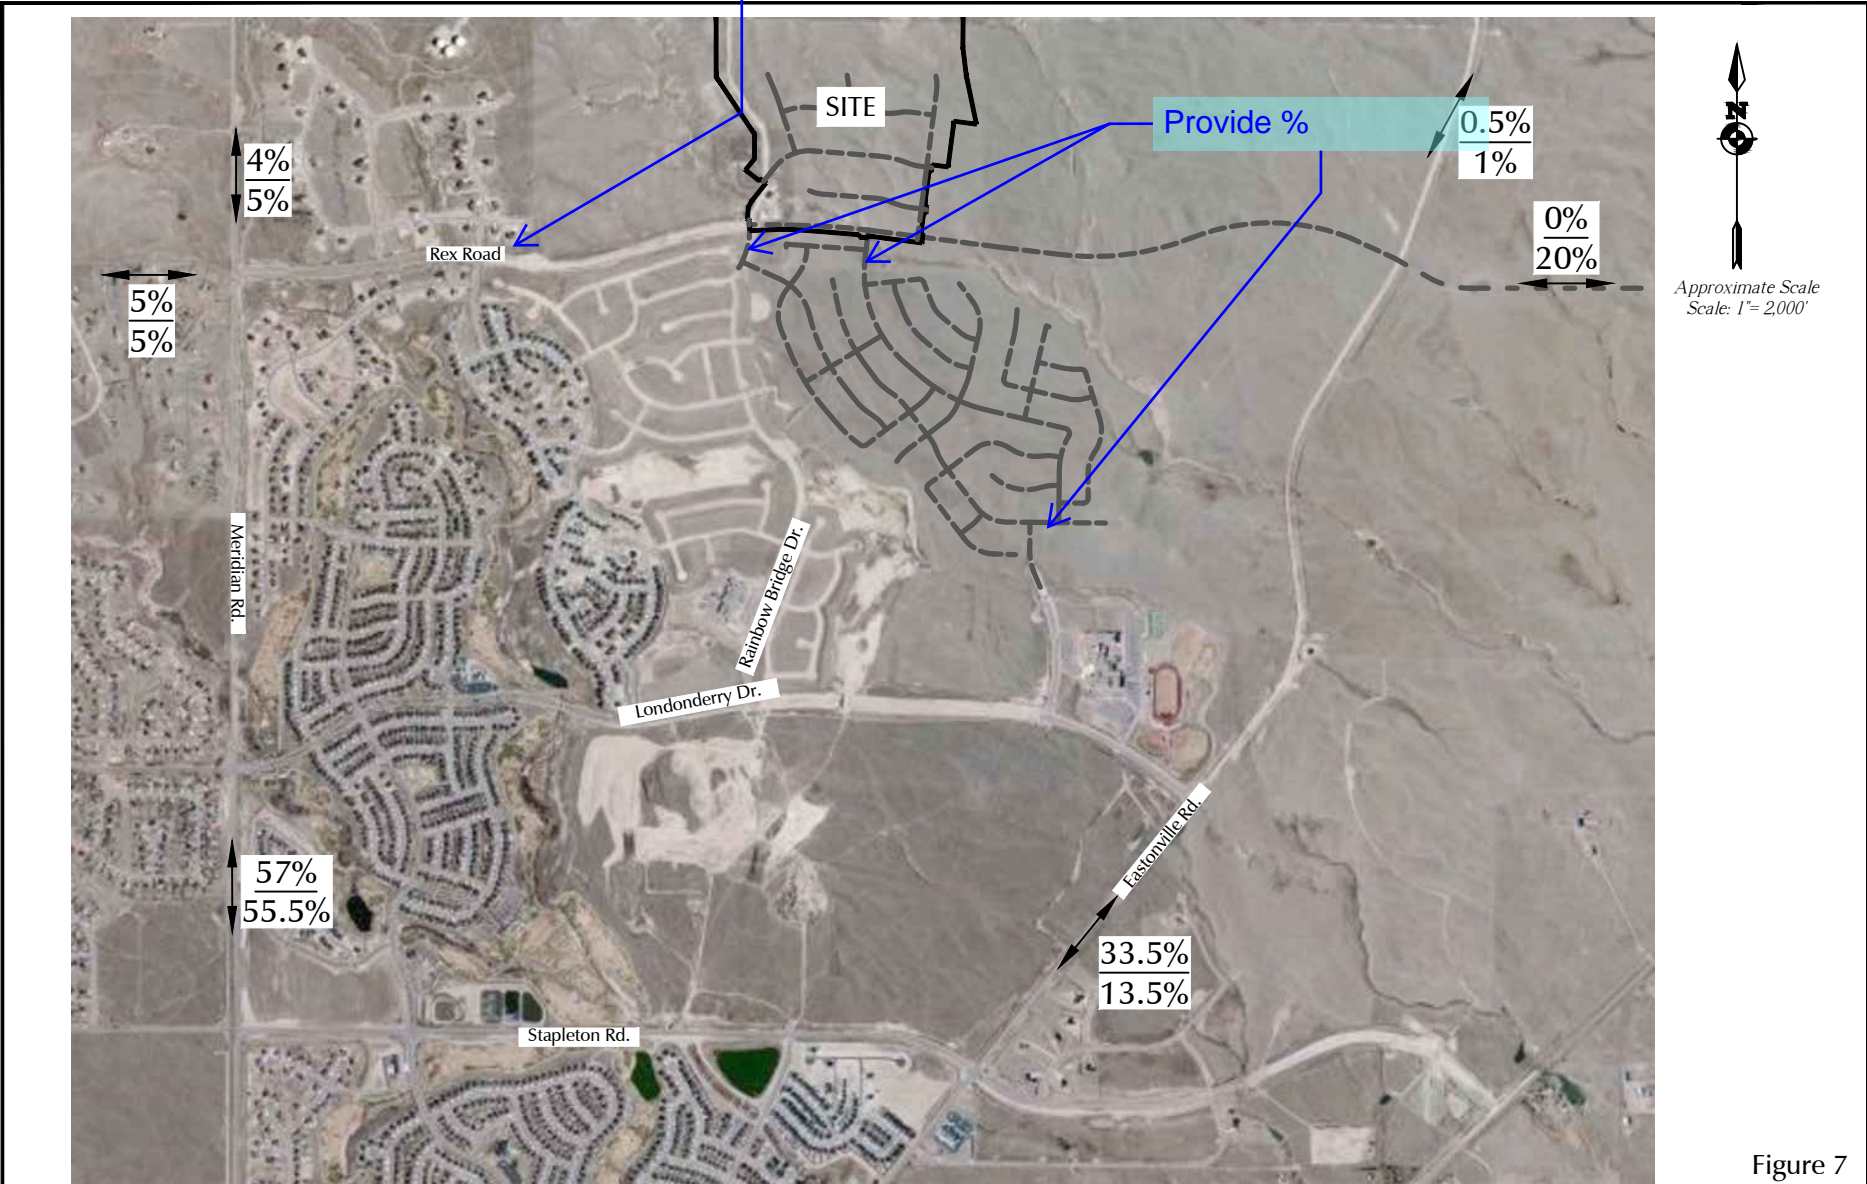 SITE
Provide %
N
0.5%
1%
4%
5%
0%
20%
Rex Road
5%
5%
Approximate Scale
Scale: 1"= 2,000'
Meridian Rd.
Rainbow Bridge Dr.
Londonderry Dr.
Eastonville Rd.
57%
55.5%
33.5%
13.5%
Stapleton Rd.
Figure 7